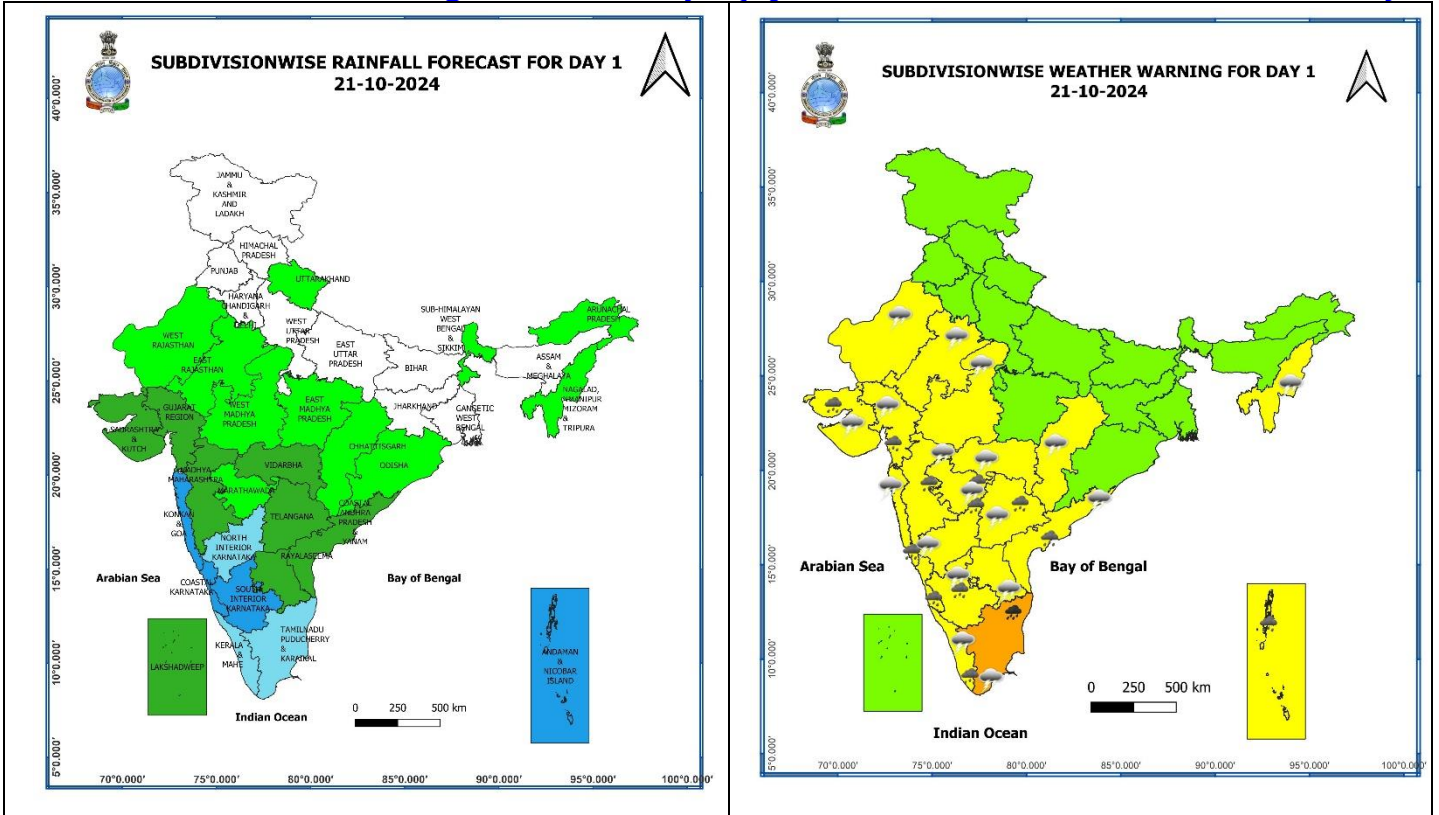 SUBDIVISIONWISE RAINFALL FORECAST FOR DAY 1
21-10-2024
40°0.000'
35°0.000'
30°0.000'
25°0.000'
20°0.000'
15°0.000'
10°0.000'
5°0.000'
JAMMU
&
KASHMIR
AND
LADAKH
HIMACHAL
PRADESH
PUNJAB
UTTARAKHAND
HARYANA
CHANDIGARH
&
DELHI
WEST
UTTAR
PRADESH
EAST
UTTAR
PRADESH
SUB-HIMALAYAN
WEST
BENGAL
&
SIKKIM
ARUNACHAL
PRADESH
WEST
RAJASTHAN
EAST
RAJASTHAN
BIHAR
ASSAM
&
MEGHALAYA
NAGALAD,
MANIPUR
MIZORAM
&
TRIPURA
GUJARAT
REGION
WEST
MADHYA
PRADESH
EAST
MADHYA
PRADESH
JHARKHAND
GANGETIC
WEST
BENGAL
SAURASHTRA
&
KUTCH
CHHATTISGARH
ODISHA
MADHYA
MAHARASHTRA
VIDARBHA
MARATHAWADA
KONKAN
&
GOA
TELANGANA
COASTAL
ANDHRA
PRADESH
&
YANAM
NORTH
INTERIOR
KARNATAKA
RAYALASEEMA
Arabian Sea
Bay of Bengal
COASTAL
KARNATAKA
SOUTH
INTERIOR
KARNATAKA
TAMILNADU
PUDUCHERRY
&
KARAIKAL
KERALA
&
MAHE
LAKSHADWEEP
ANDAMAN
&
NICOBAR
ISLAND
Indian Ocean
0 250 500 km
70°0.000' 75°0.000' 80°0.000' 85°0.000' 90°0.000' 95°0.000' 100°0.000'
SUBDIVISIONWISE WEATHER WARNING FOR DAY 1
21-10-2024
40°0.000'
35°0.000'
30°0.000'
25°0.000'
20°0.000'
15°0.000'
10°0.000'
5°0.000'
Arabian Sea
Bay of Bengal
0 250 500 km
Indian Ocean
70°0.000' 75°0.000' 80°0.000' 85°0.000' 90°0.000' 95°0.000' 100°0.000'